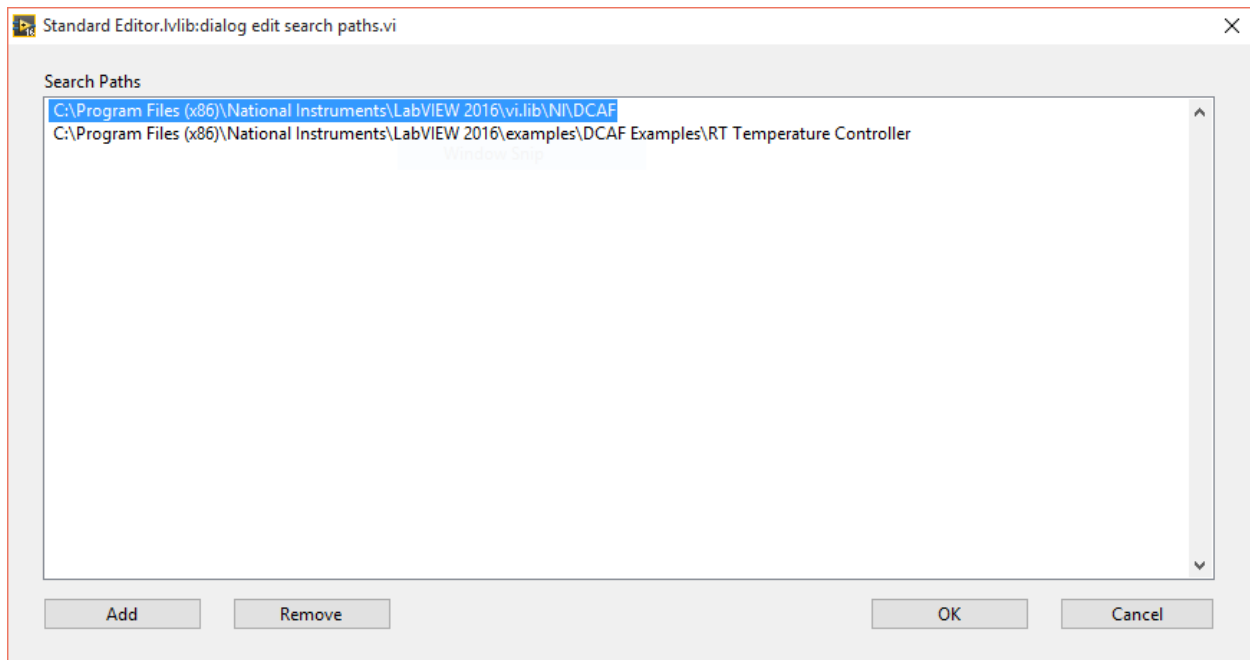 Standard Editor.lvlib:dialog edit search paths.vi
Search Paths
C:\Program Files (x86)\National Instruments\LabVIEW 2016\vi.lib\NI\DCAF
C:\Program Files (x86)\National Instruments\LabVIEW 2016\examples\DCAF Examples\RT Temperature Controller
Window Snip
Add Remove OK Cancel